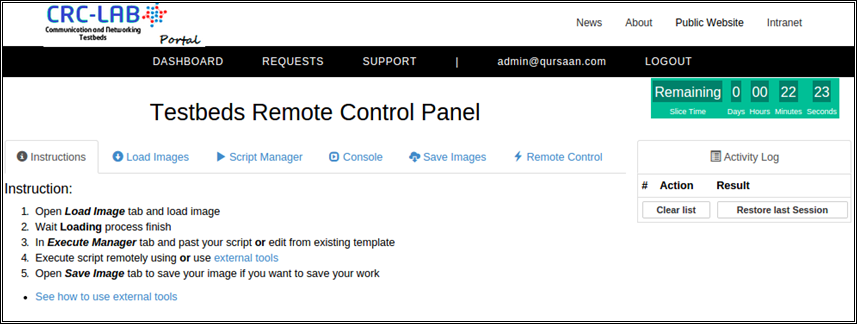 CRC-LAB
Communication and Networking
Testbeds
Portal
News About Public Website Intranet
DASHBOARD REQUESTS SUPPORT | admin@qursaan.com LOGOUT
Remaining 0 00 22 23
Slice Time Days Hours Minutes Seconds
Testbeds Remote Control Panel
Instructions Load Images Script Manager Console Save Images Remote Control
Activity Log
# Action Result
Clear list Restore last Session
Instruction:
1. Open Load Image tab and load image
2. Wait Loading process finish
3. In Execute Manager tab and past your script or edit from existing template
4. Execute script remotely using or use external tools
5. Open Save Image tab to save your image if you want to save your work
• See how to use external tools